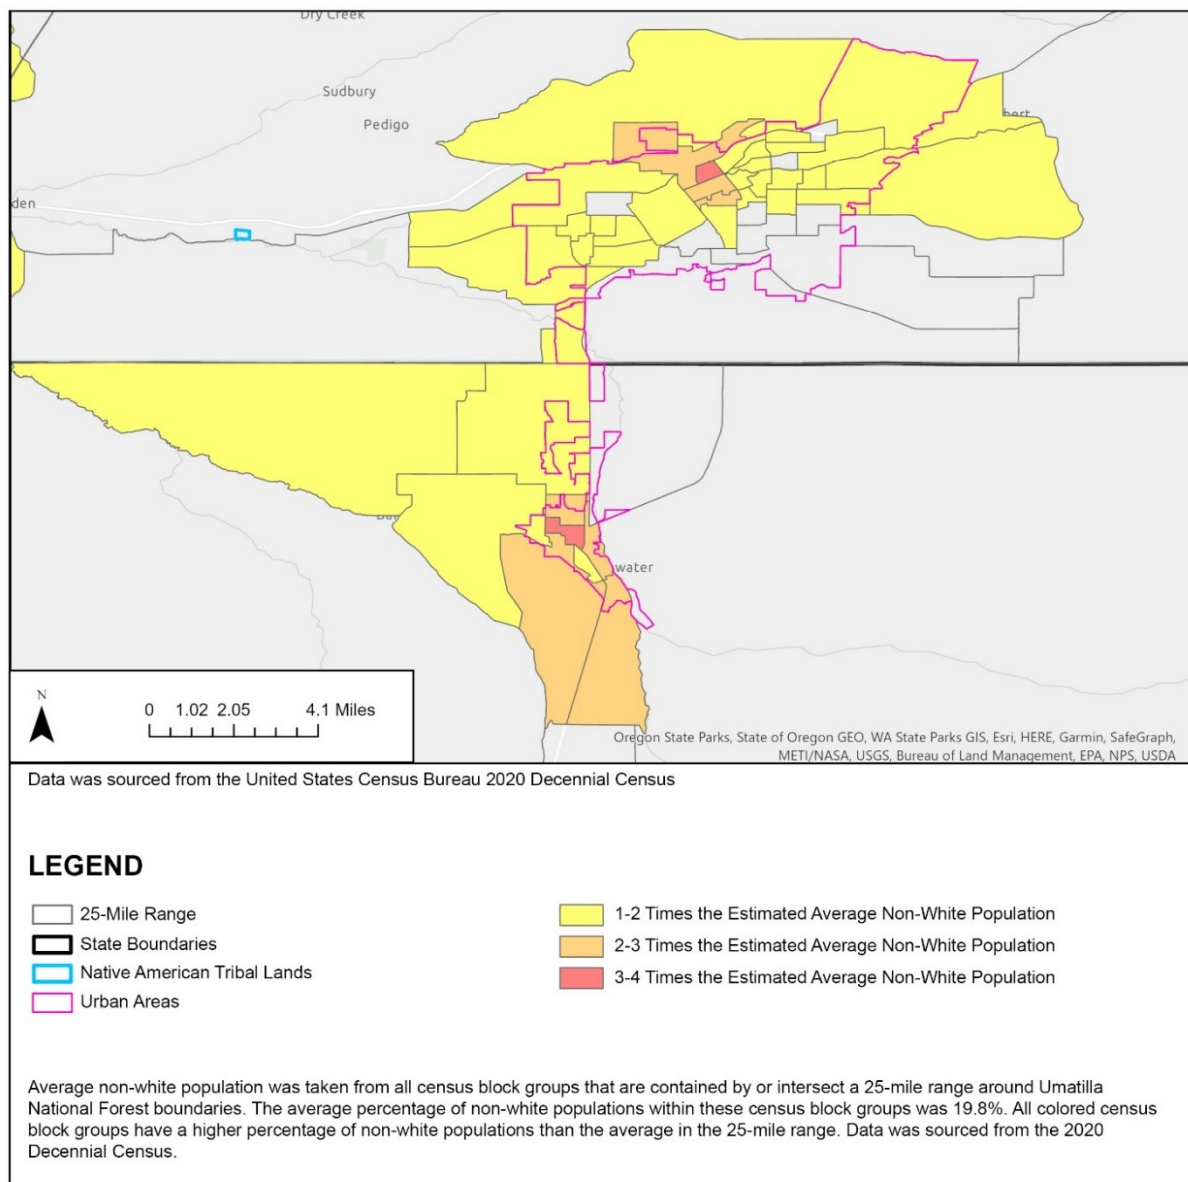 Dry Creek
Sudbury
Pedigo
bert
den
water
N
0 1.02 2.05 4.1 Miles
Oregon State Parks, State of Oregon GEO, WA State Parks GIS, Esri, HERE, Garmin, SafeGraph,
METI/NASA, USGS, Bureau of Land Management, EPA, NPS, USDA
Data was sourced from the United States Census Bureau 2020 Decennial Census
LEGEND
25-Mile Range
State Boundaries
Native American Tribal Lands
Urban Areas
1-2 Times the Estimated Average Non-White Population
2-3 Times the Estimated Average Non-White Population
3-4 Times the Estimated Average Non-White Population
Average non-white population was taken from all census block groups that are contained by or intersect a 25-mile range around Umatilla
National Forest boundaries. The average percentage of non-white populations within these census block groups was 19.8%. All colored census
block groups have a higher percentage of non-white populations than the average in the 25-mile range. Data was sourced from the 2020
Decennial Census.